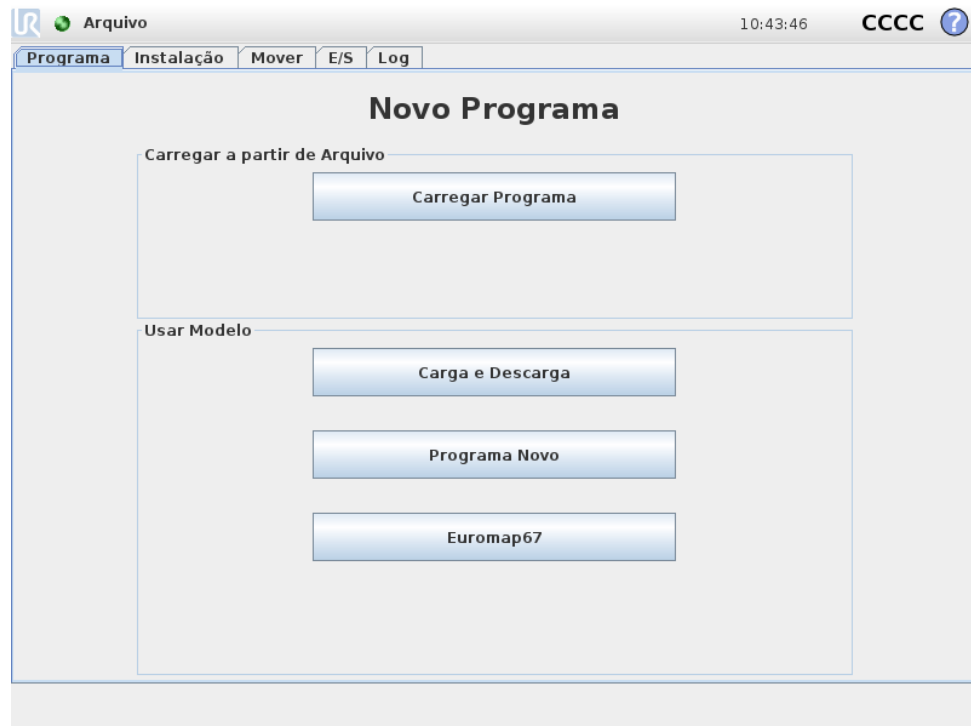 UR Arquivo 10:43:46 CCCC ?
Programa Instalação Mover E/S Log
Novo Programa
Carregar a partir de Arquivo
Carregar Programa
Usar Modelo
Carga e Descarga
Programa Novo
Euromap67